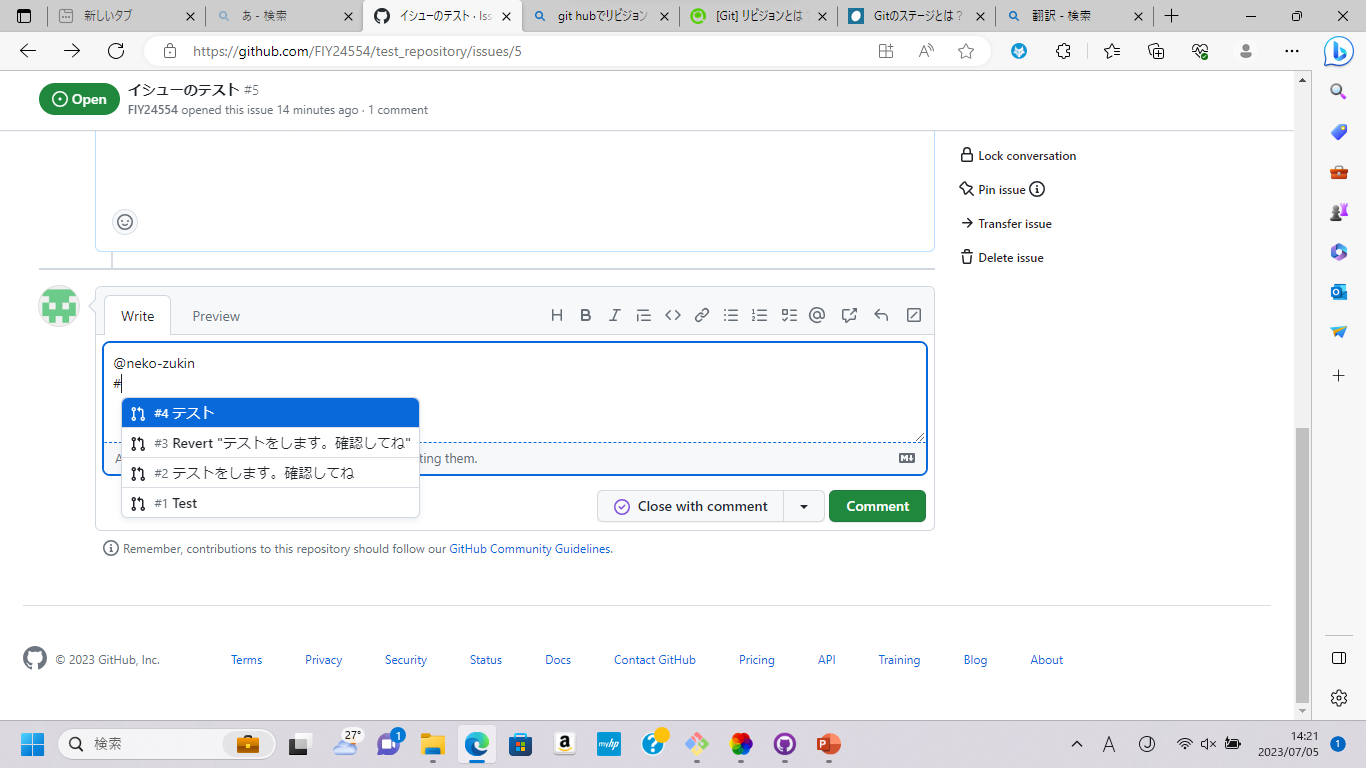 新しいタブ
あ - 検索
イシューのテスト · Iss
git hubでリビジョン
[Git] リビジョンとは
Gitのステージとは？
翻訳 - 検索
https://github.com/FIY24554/test_repository/issues/5
Open
イシューのテスト #5
FIY24554 opened this issue 14 minutes ago · 1 comment
Lock conversation
Pin issue
Transfer issue
Delete issue
Write
Preview
@neko-zukin
#
#4 テスト
#3 Revert "テストをします。確認してね"
#2 テストをします。確認してね
#1 Test
A
ting them.
Close with comment
Comment
Remember, contributions to this repository should follow our GitHub Community Guidelines.
© 2023 GitHub, Inc.
Terms
Privacy
Security
Status
Docs
Contact GitHub
Pricing
API
Training
Blog
About
検索
27°
1
a
myhp
A
14:21
2023/07/05
1